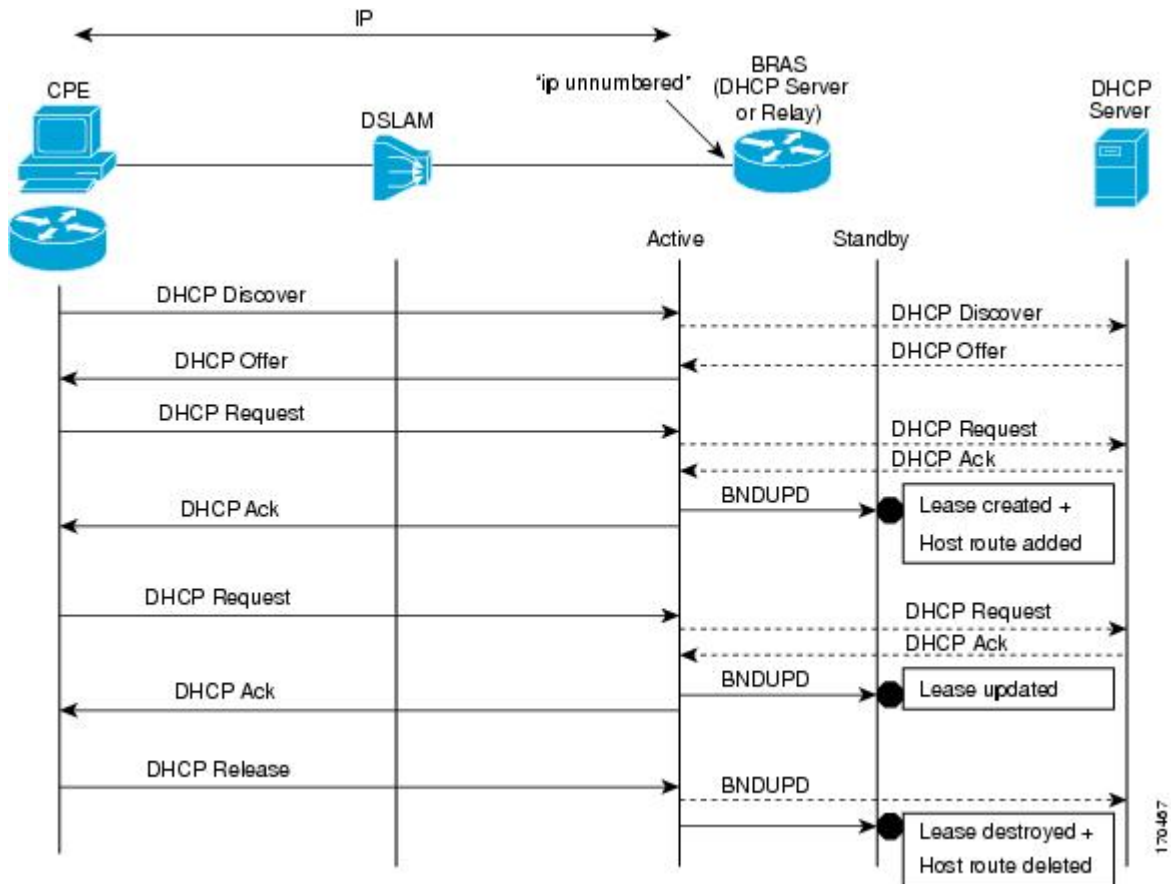 IP
CPE
DSLAM
"ip unnumbered"
BRAS
(DHCP Server
or Relay)
DHCP
Server
Active
Standby
DHCP Discover
DHCP Discover
DHCP Offer
DHCP Offer
DHCP Request
DHCP Request
DHCP Ack
BNDUPD
DHCP Ack
Lease created +
Host route added
DHCP Request
DHCP Request
DHCP Ack
BNDUPD
DHCP Ack
Lease updated
DHCP Release
BNDUPD
Lease destroyed +
Host route deleted
170467